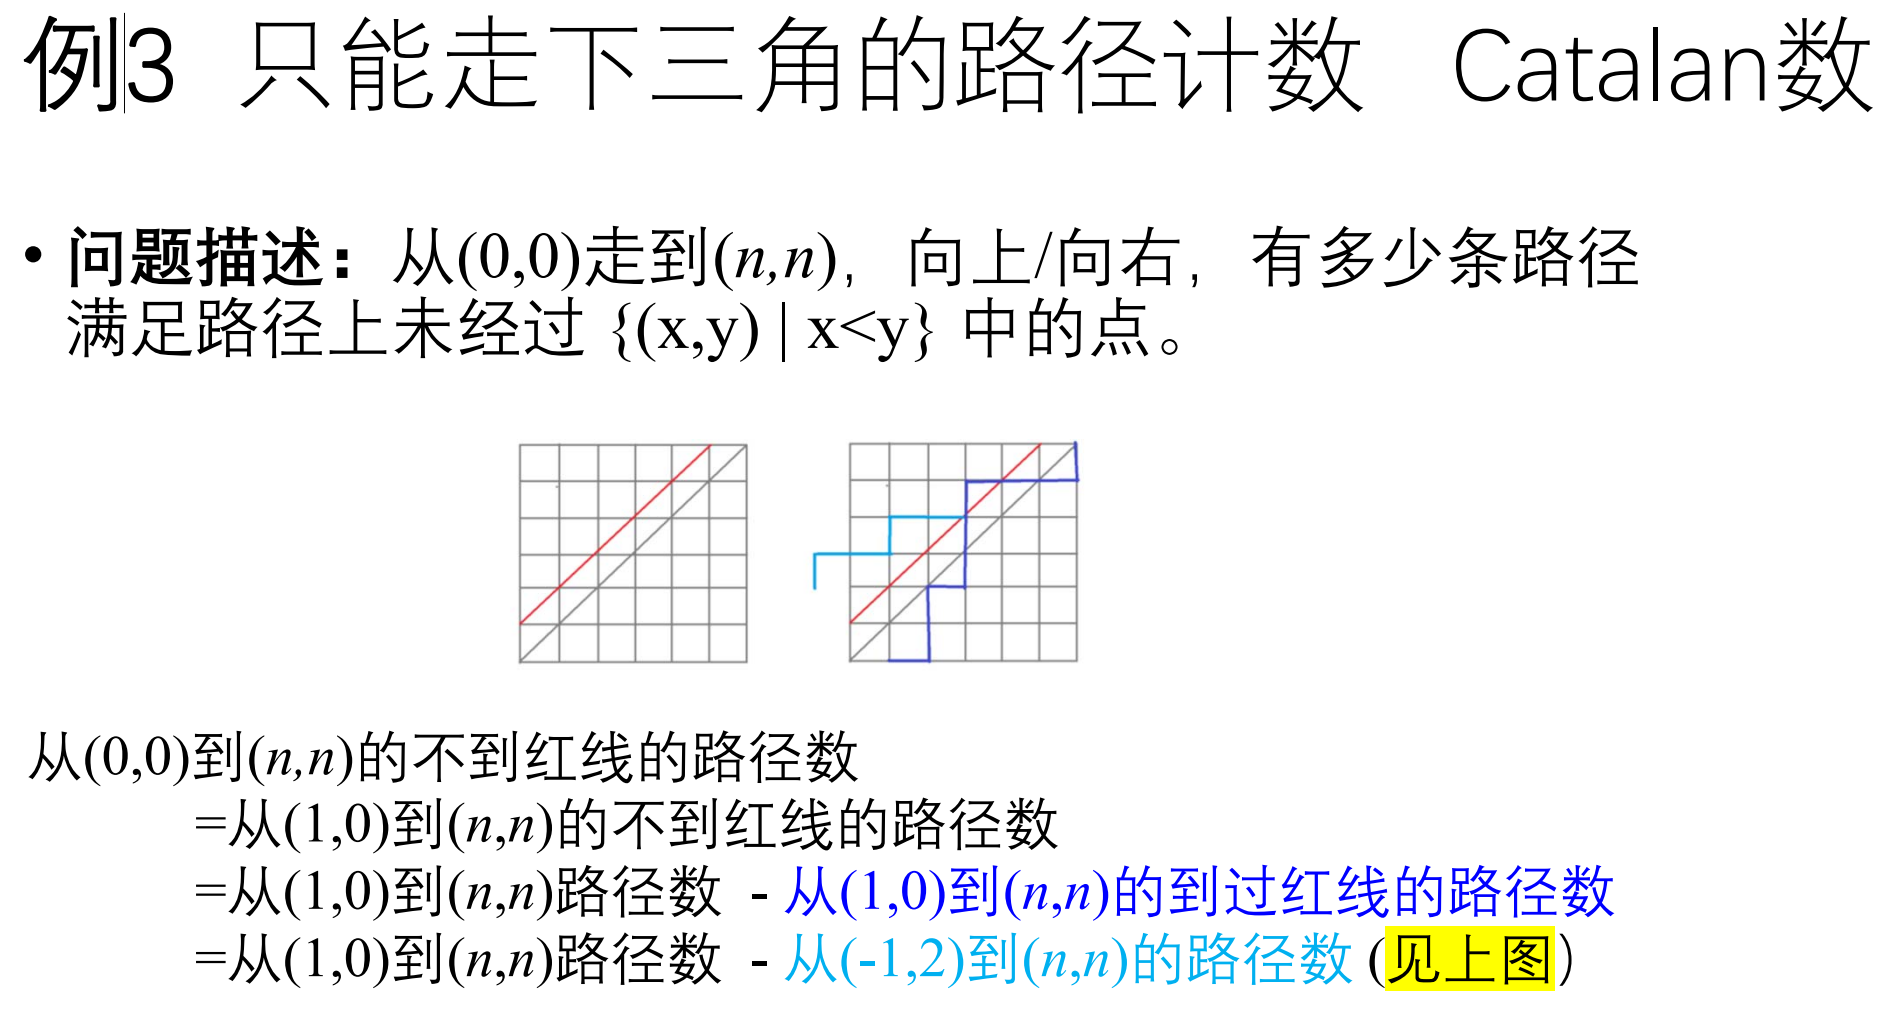 例3 只能走下三角的路径计数 Catalan数
• 问题描述：从(0,0)走到(n,n)，向上/向右，有多少条路径
满足路径上未经过 {(x,y) | x<y} 中的点。
从(0,0)到(n,n)的不到红线的路径数
=从(1,0)到(n,n)的不到红线的路径数
=从(1,0)到(n,n)路径数 - 从(1,0)到(n,n)的到过红线的路径数
=从(1,0)到(n,n)路径数 - 从(-1,2)到(n,n)的路径数 (见上图)